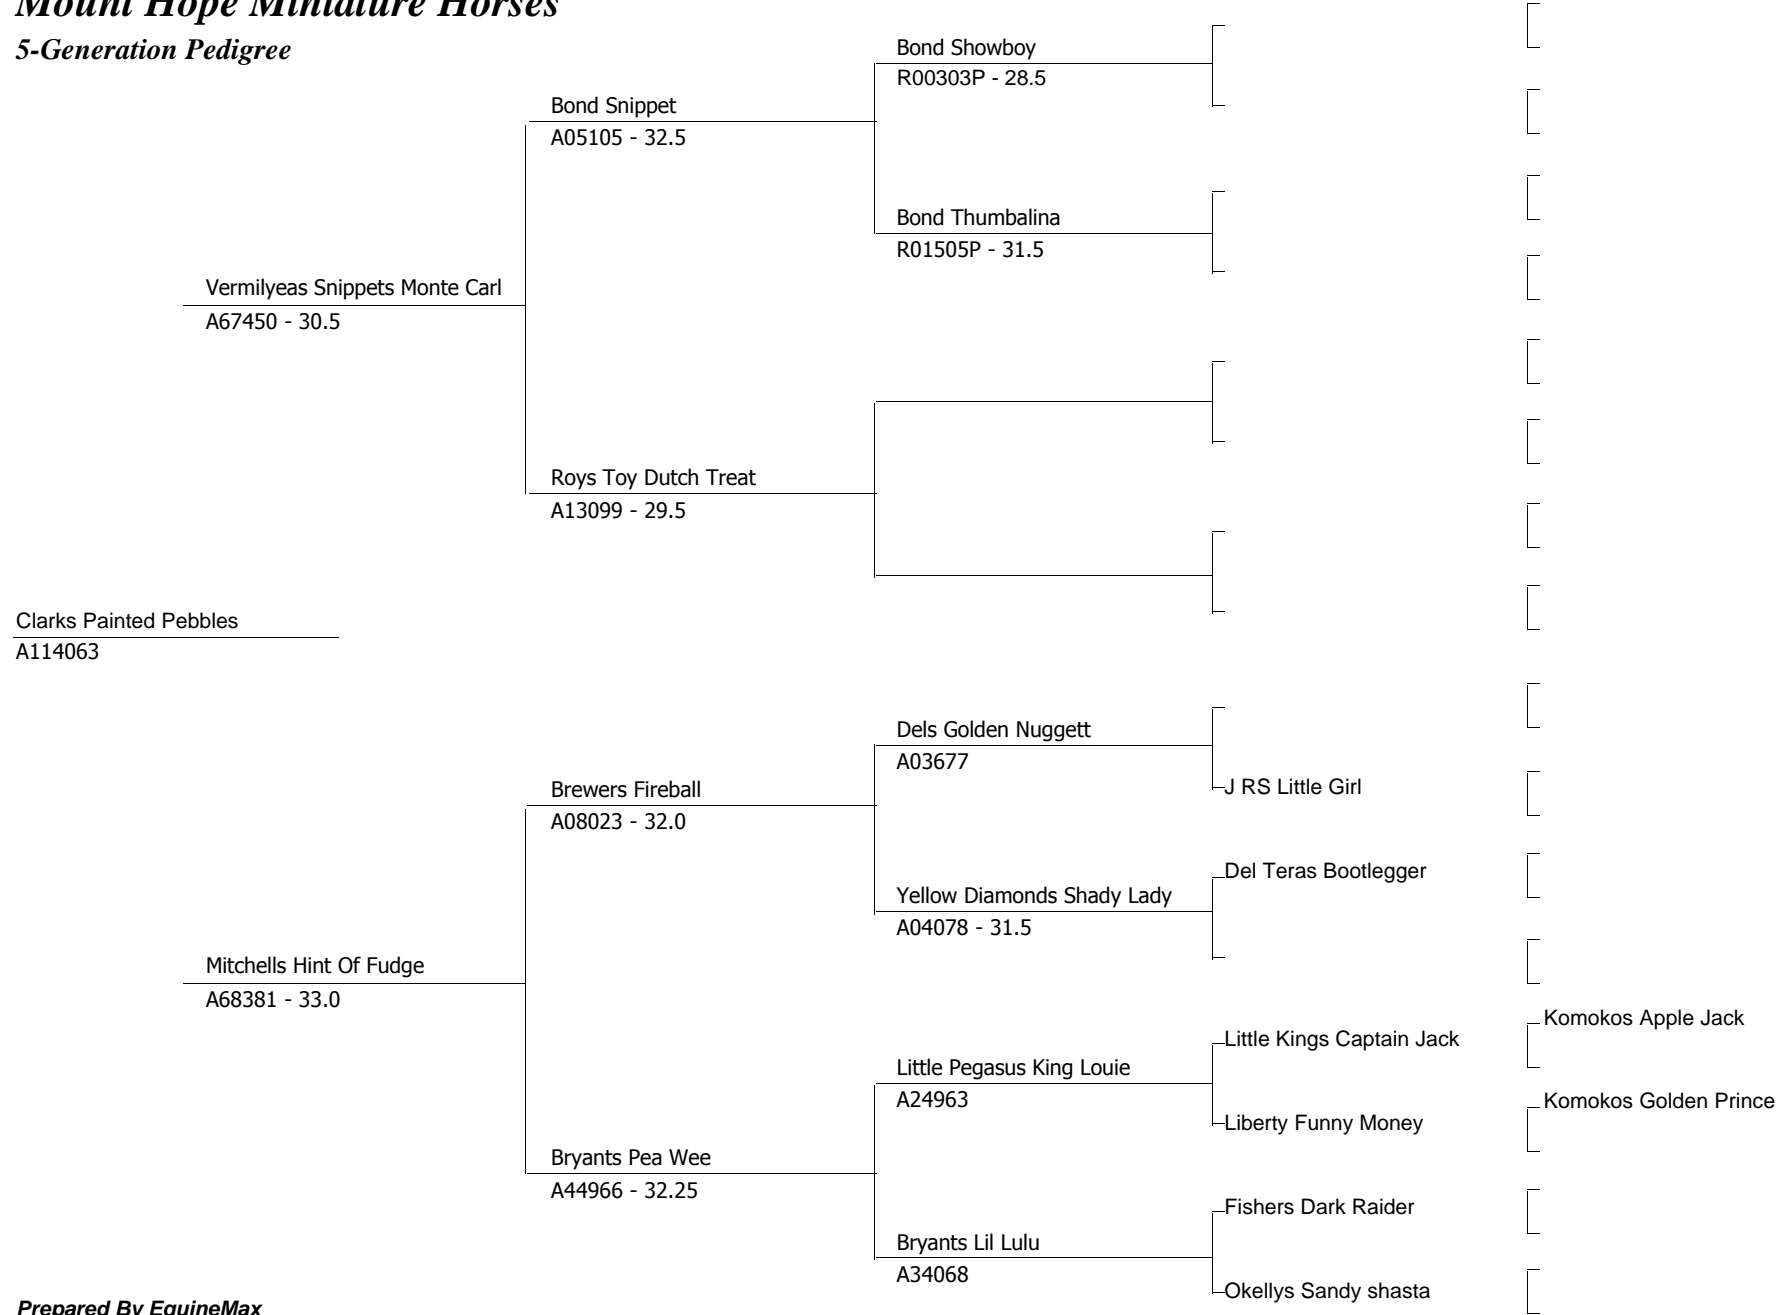 Mount Hope Miniature Horses
5-Generation Pedigree
Bond Showboy
R00303P - 28.5
Bond Snippet
A05105 - 32.5
Bond Thumbalina
R01505P - 31.5
Vermilyeas Snippets Monte Carl
A67450 - 30.5
Roys Toy Dutch Treat
A13099 - 29.5
Clarks Painted Pebbles
A114063
Dels Golden Nuggett
A03677
J RS Little Girl
Brewers Fireball
A08023 - 32.0
Del Teras Bootlegger
Yellow Diamonds Shady Lady
A04078 - 31.5
Mitchells Hint Of Fudge
A68381 - 33.0
Komokos Apple Jack
Little Kings Captain Jack
Little Pegasus King Louie
A24963
Komokos Golden Prince
Liberty Funny Money
Bryants Pea Wee
A44966 - 32.25
Fishers Dark Raider
Bryants Lil Lulu
A34068
Okellys Sandy shasta
Prepared By EquineMax